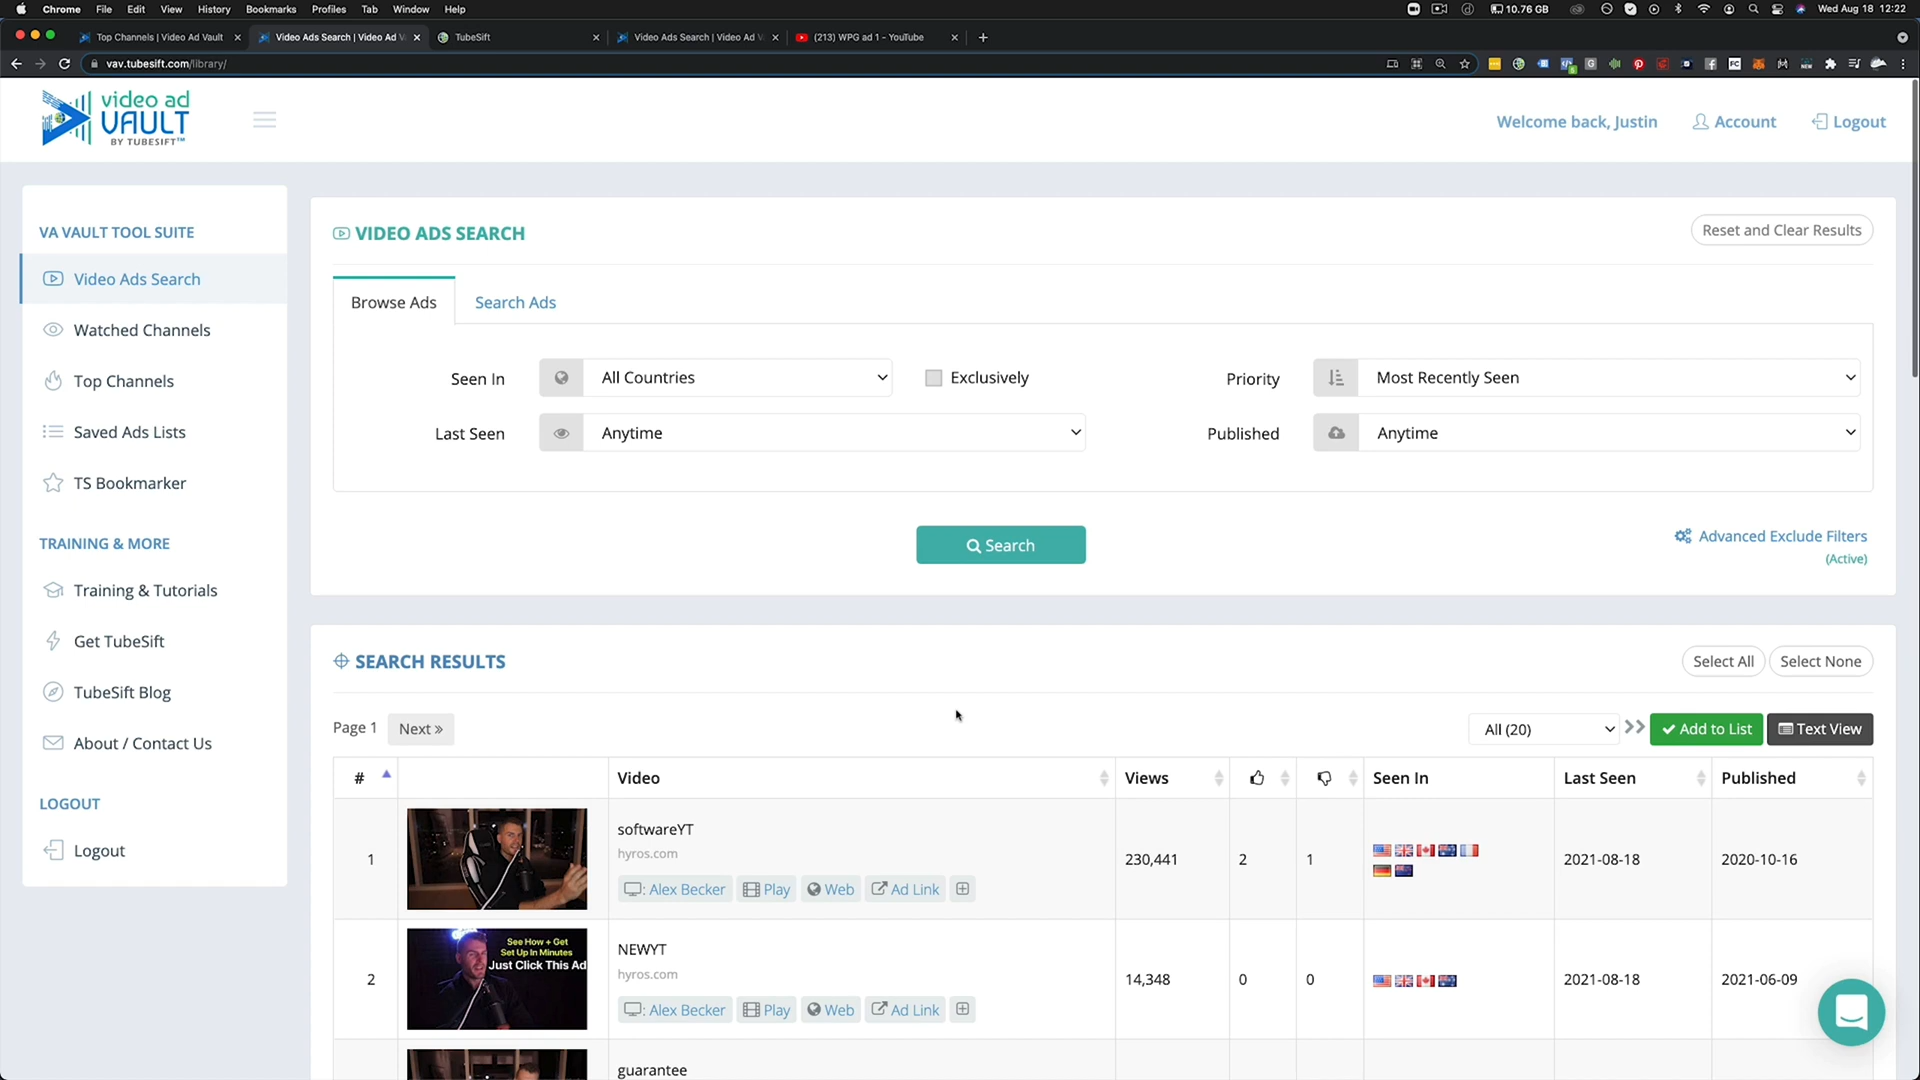 Chrome File Edit View History Bookmarks Profiles Tab Window Help 10.76 GB Wed Aug 18 12:22
Top Channels | Video Ad Vault Video Ads Search | Video Ad V TubeSift Video Ads Search | Video Ad V (213) WPG ad 1 - YouTube
vav.tubesift.com/library/
video ad
VAULT
BY TUBESIFT™
Welcome back, Justin Account Logout
VA VAULT TOOL SUITE
Video Ads Search
Watched Channels
Top Channels
Saved Ads Lists
TS Bookmarker
TRAINING & MORE
Training & Tutorials
Get TubeSift
TubeSift Blog
About / Contact Us
LOGOUT
Logout
VIDEO ADS SEARCH Reset and Clear Results
Browse Ads Search Ads
Seen In All Countries Exclusively Priority Most Recently Seen
Last Seen Anytime Published Anytime
Search
Advanced Exclude Filters
(Active)
SEARCH RESULTS Select All Select None
Page 1 Next » All (20) Add to List Text View
# Video Views Seen In Last Seen Published
softwareYT
hyros.com
1 230,441 2 1 2021-08-18 2020-10-16
: Alex Becker Play Web Ad Link
See How + Get
Set Up In Minutes
Just Click This Ad
NEWYT
hyros.com
2 14,348 0 0 2021-08-18 2021-06-09
: Alex Becker Play Web Ad Link
guarantee